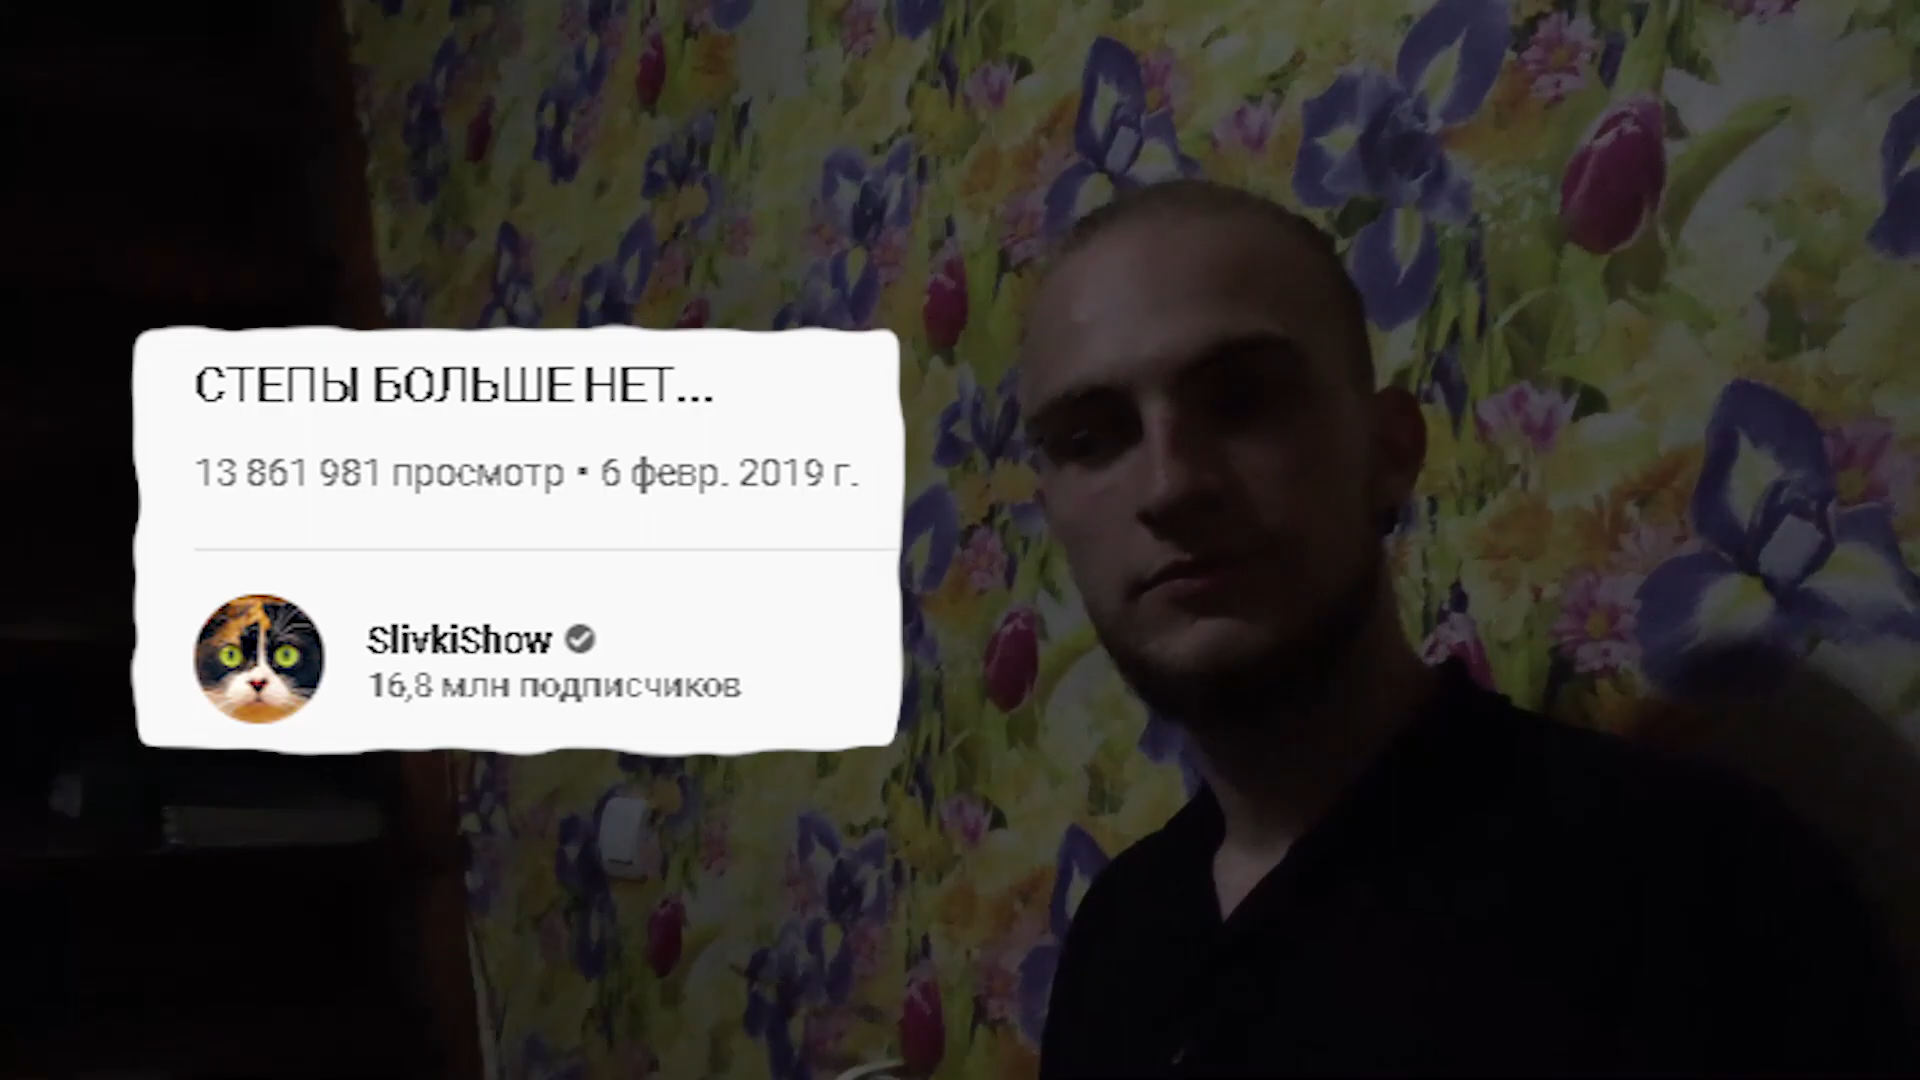 СТЕПЫ БОЛЬШЕ НЕТ...
13 861 981 просмотр • 6 февр. 2019 г.
SlivkiShow
16,8 млн подписчиков